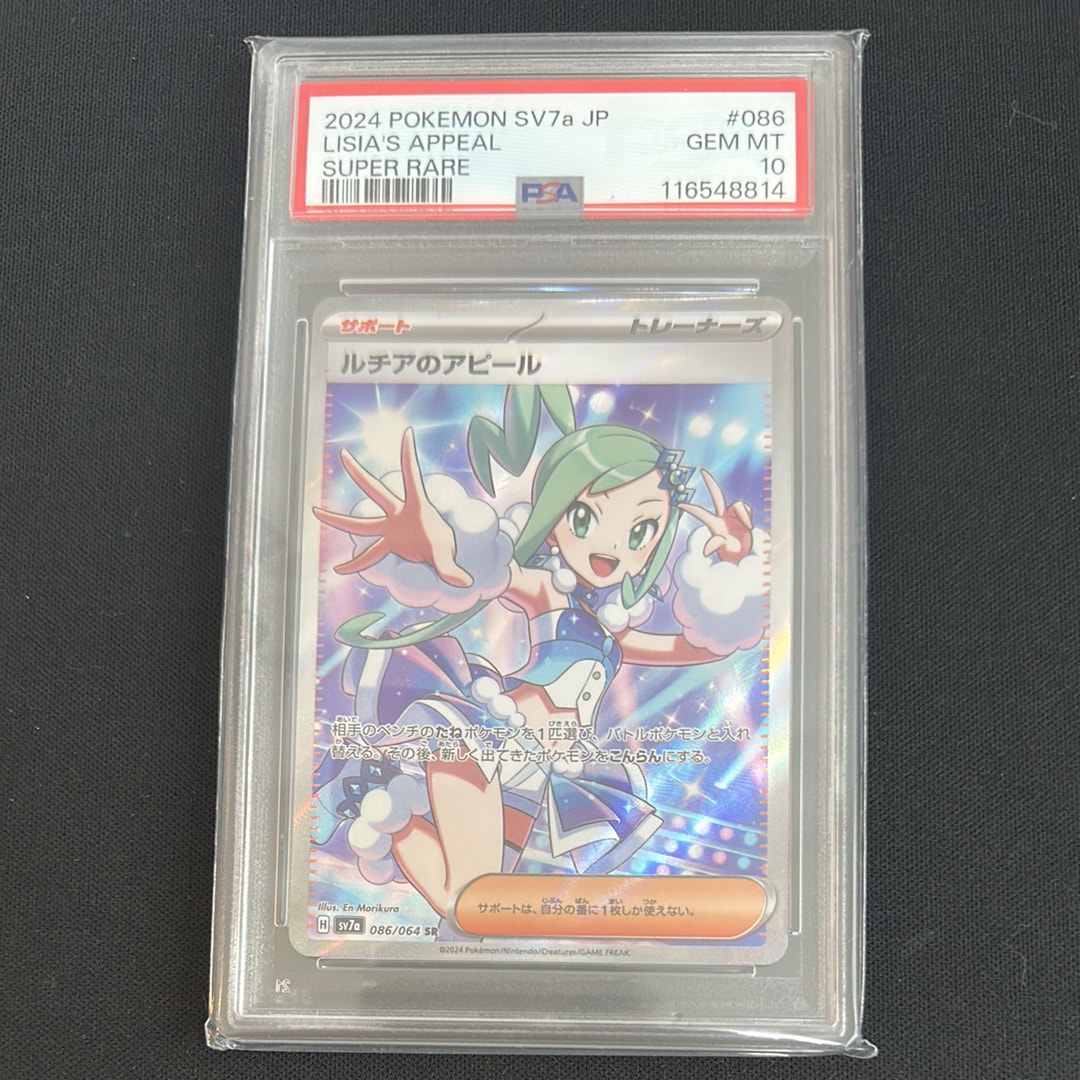 2024 POKEMON SV7a JP #086
LISIA'S APPEAL GEM MT
SUPER RARE 10
PSA 116548814
サポート トレーナーズ
ルチアのアピール
相手のベンチのたねポケモンを1匹選び、バトルポケモンと入れ
替える。その後、新しく出てきたポケモンをこんらんにする。
サポートは、自分の番に1枚しか使えない。
Illus. En Morikura
H sv7a 086/064 SR
©2024 Pokémon/Nintendo/Creatures/GAME FREAK.